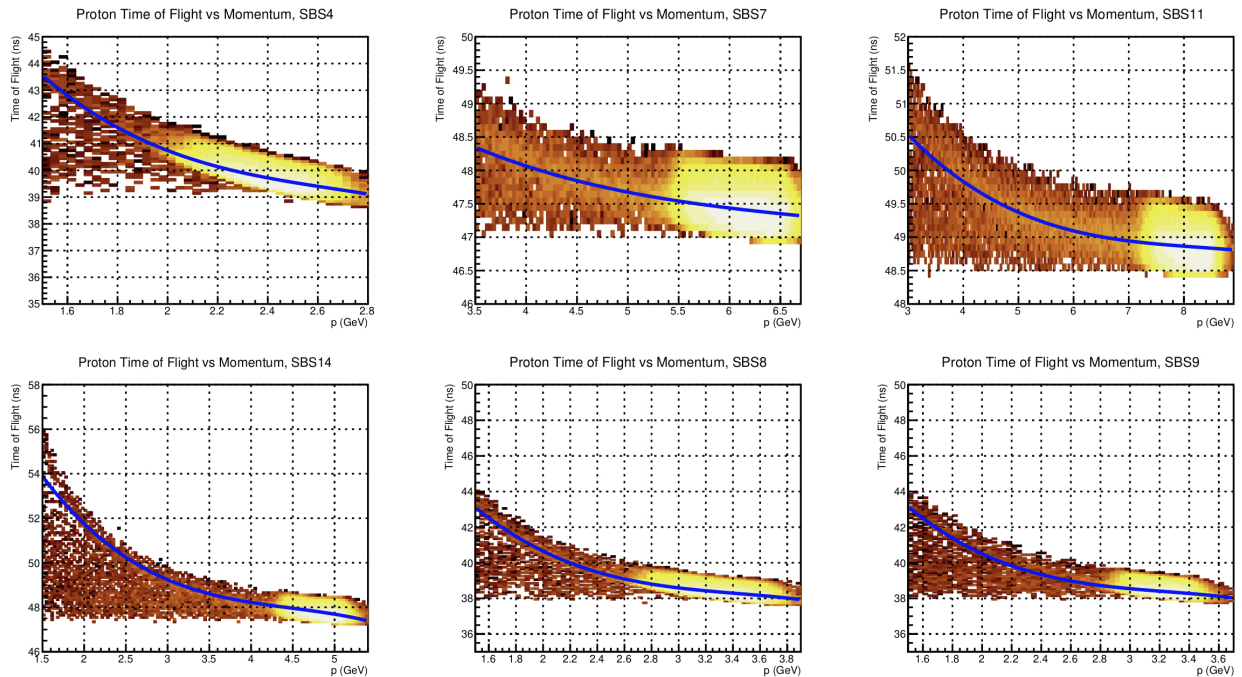 Proton Time of Flight vs Momentum, SBS4
Time of Flight (ns)
45
44
43
42
41
40
39
38
37
36
35
1.6 1.8 2 2.2 2.4 2.6 2.8
p (GeV)
Proton Time of Flight vs Momentum, SBS7
Time of Flight (ns)
50
49.5
49
48.5
48
47.5
47
46.5
46
3.5 4 4.5 5 5.5 6 6.5
p (GeV)
Proton Time of Flight vs Momentum, SBS11
Time of Flight (ns)
52
51.5
51
50.5
50
49.5
49
48.5
48
3 4 5 6 7 8
p (GeV)
Proton Time of Flight vs Momentum, SBS14
Time of Flight (ns)
58
56
54
52
50
48
46
1.5 2 2.5 3 3.5 4 4.5 5
p (GeV)
Proton Time of Flight vs Momentum, SBS8
Time of Flight (ns)
50
48
46
44
42
40
38
36
1.6 1.8 2 2.2 2.4 2.6 2.8 3 3.2 3.4 3.6 3.8
p (GeV)
Proton Time of Flight vs Momentum, SBS9
Time of Flight (ns)
50
48
46
44
42
40
38
36
1.6 1.8 2 2.2 2.4 2.6 2.8 3 3.2 3.4 3.6
p (GeV)